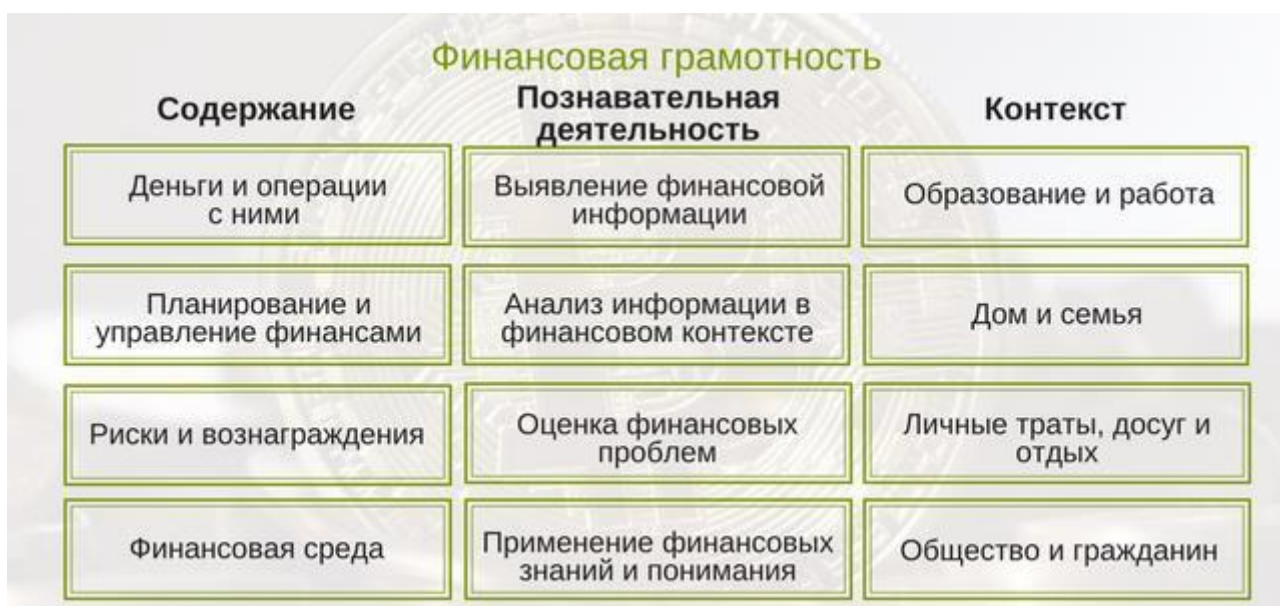 Финансовая грамотность
Содержание
Познавательная
деятельность
Контекст
Деньги и операции
с ними
Выявление финансовой
информации
Образование и работа
Планирование и
управление финансами
Анализ информации в
финансовом контексте
Дом и семья
Риски и вознаграждения
Оценка финансовых
проблем
Личные траты, досуг и
отдых
Финансовая среда
Применение финансовых
знаний и понимания
Общество и гражданин